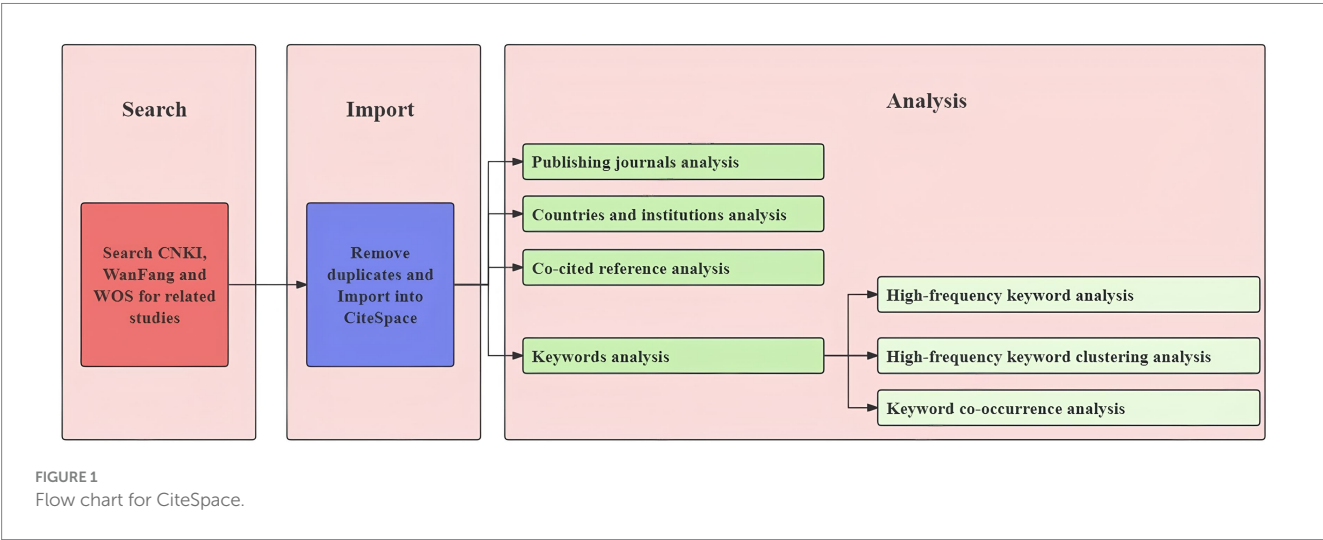 Search
Import
Analysis
Search CNKI,
WanFang and
WOS for related
studies
Remove
duplicates and
Import into
CiteSpace
Publishing journals analysis
Countries and institutions analysis
Co-cited reference analysis
Keywords analysis
High-frequency keyword analysis
High-frequency keyword clustering analysis
Keyword co-occurrence analysis
FIGURE 1
Flow chart for CiteSpace.